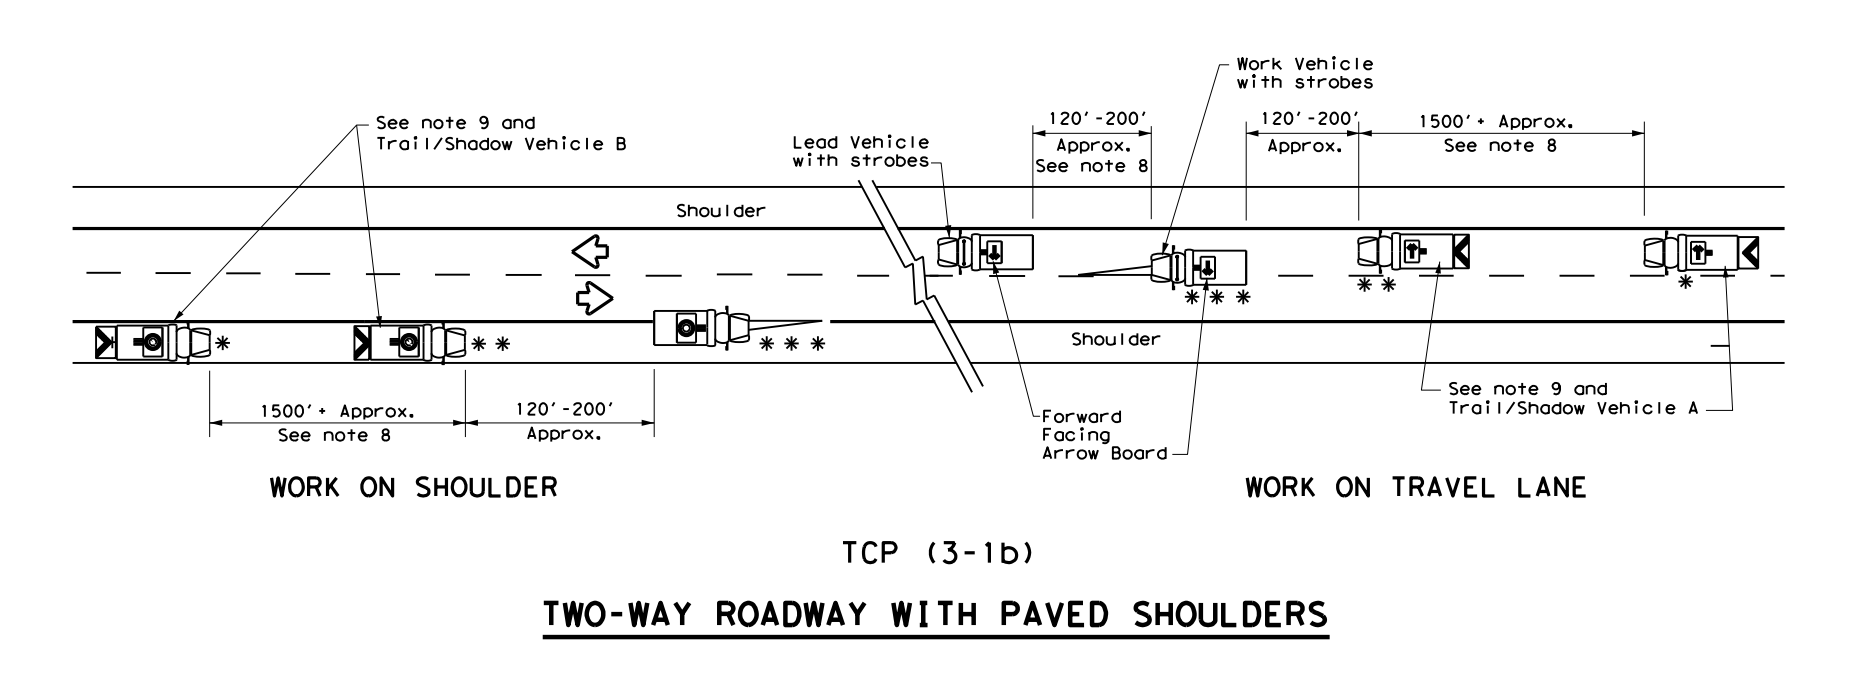 Work Vehicle
with strobes
See note 9 and
Trail/Shadow Vehicle B
Lead Vehicle
with strobes
120'-200'
Approx.
See note 8
120'-200'
Approx.
1500'+ Approx.
See note 8
Shoulder
* * *
* *
*
Shoulder
*
* *
* * *
1500'+ Approx.
See note 8
120'-200'
Approx.
See note 9 and
Trail/Shadow Vehicle A
Forward
Facing
Arrow Board
WORK ON SHOULDER
WORK ON TRAVEL LANE
TCP (3-1b)
TWO-WAY ROADWAY WITH PAVED SHOULDERS